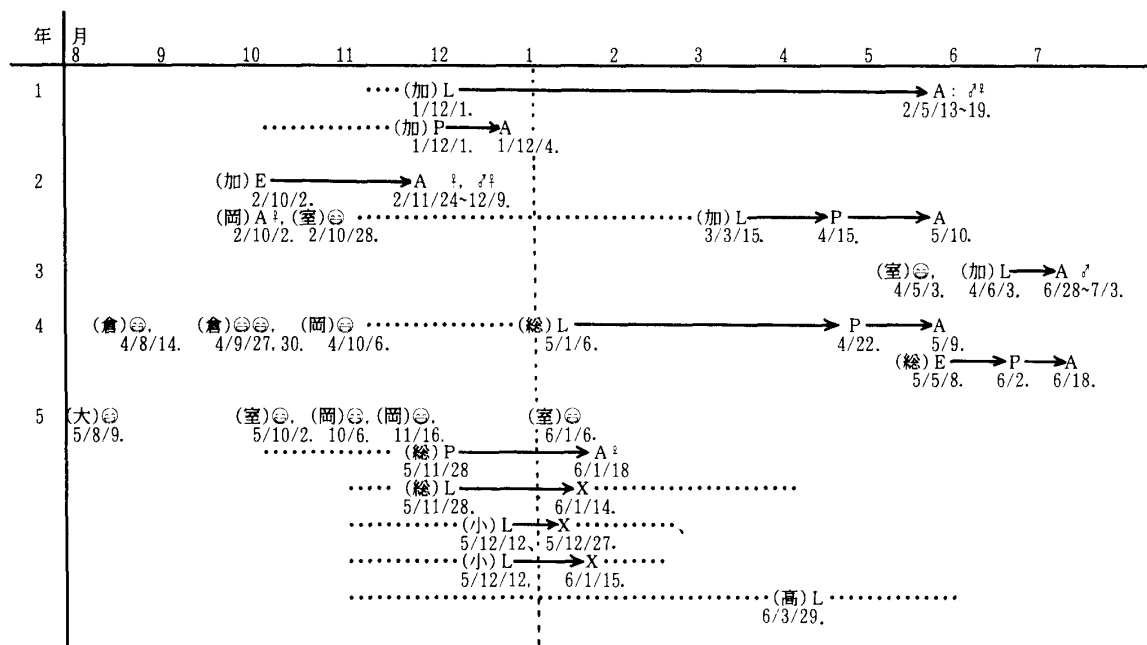 年 月
8 9 10 11 12 1 2 3 4 5 6 7
1 (加) L A : ♂♀
1/12/1. 2/5/13~19.
(加) P A
1/12/1. 1/12/4.
2 (加) E A ♀, ♂♀
2/10/2. 2/11/24~12/9.
(岡) A♀, (室) (加) L P A
2/10/2. 2/10/28. 3/3/15. 4/15. 5/10.
3 (室), (加) L A ♂
4/5/3. 4/6/3. 6/28~7/3.
4 (倉), (倉) (岡) (総) L P A
4/8/14. 4/9/27, 30. 4/10/6. 5/1/6. 4/22. 5/9.
(総) E P A
5/5/8. 6/2. 6/18.
5 (大) (室), (岡), (岡), (室)
5/8/9. 5/10/2. 10/6. 11/16. 6/1/6.
(総) P A♀
5/11/28 6/1/18
(総) L X
5/11/28. 6/1/14.
(小) L X 、
5/12/12、 5/12/27.
(小) L X
5/12/12, 6/1/15.
(高) L
6/3/29.